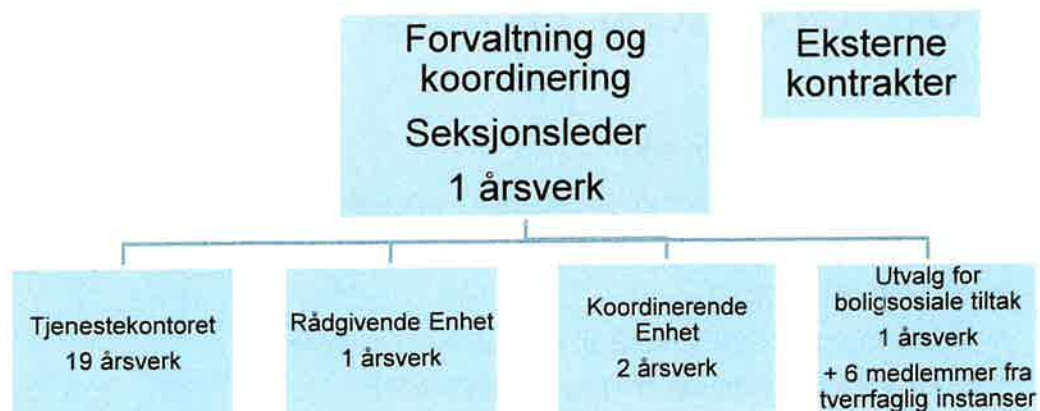 Forvaltning og
koordinering
Seksjonsleder
1 årsverk
Eksterne
kontrakter
Tjenestekontoret
19 årsverk
Rådgivende Enhet
1 årsverk
Koordinerende
Enhet
2 årsverk
Utvalg for
boligsosiale tiltak
1 årsverk
+ 6 medlemmer fra
tverrfaglig instanser